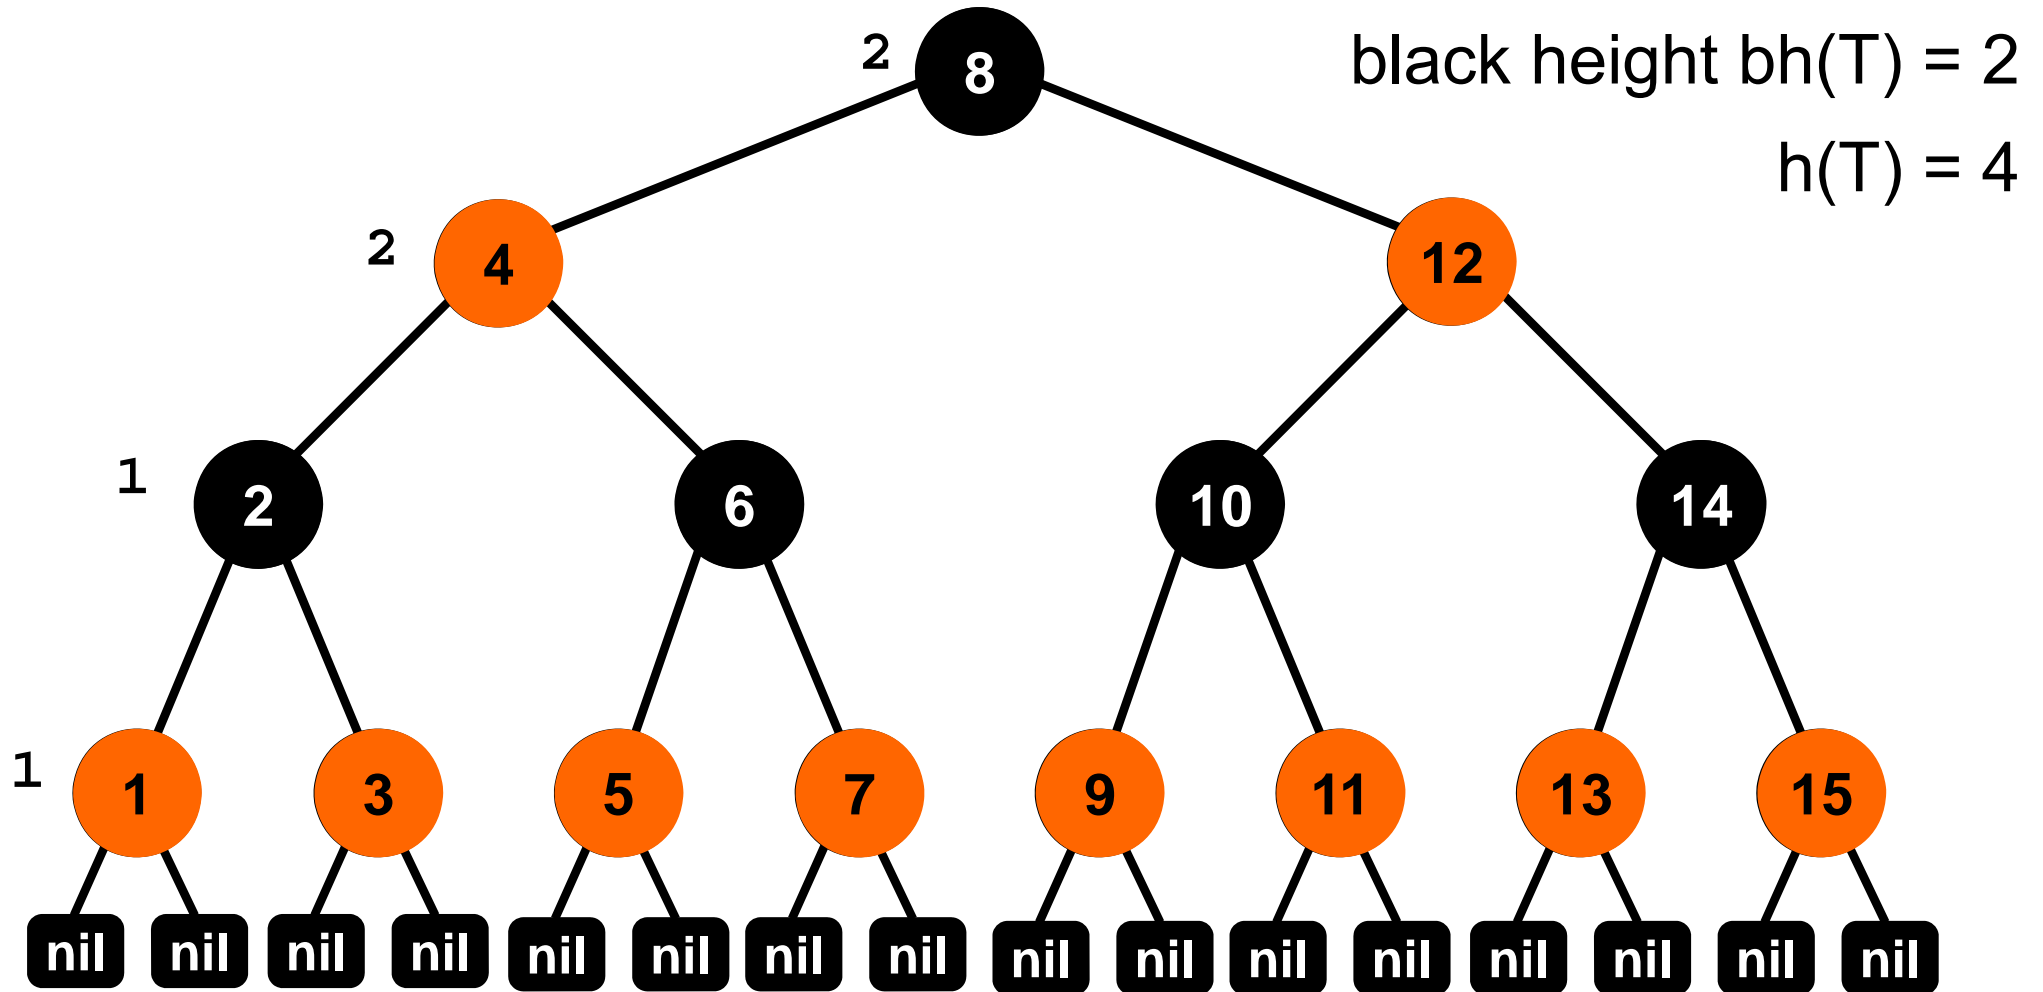 2 8 black height bh(T) = 2
h(T) = 4
2 4 12
1 2 6 10 14
1 1 3 5 7 9 11 13 15
nil nil nil nil nil nil nil nil nil nil nil nil nil nil nil nil